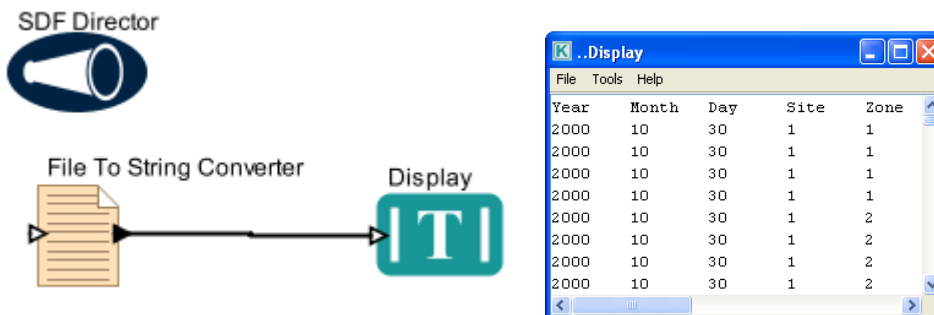 SDF Director
File To String Converter
Display
T
K ..Display
File Tools Help
Year Month Day Site Zone
2000 10 30 1 1
2000 10 30 1 1
2000 10 30 1 1
2000 10 30 1 1
2000 10 30 1 2
2000 10 30 1 2
2000 10 30 1 2
2000 10 30 1 2